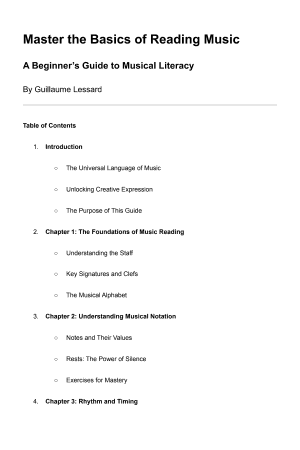 Master the Basics of Reading Music
A Beginner’s Guide to Musical Literacy
By Guillaume Lessard
Table of Contents
1. Introduction
○ The Universal Language of Music
○ Unlocking Creative Expression
○ The Purpose of This Guide
2. Chapter 1: The Foundations of Music Reading
○ Understanding the Staff
○ Key Signatures and Clefs
○ The Musical Alphabet
3. Chapter 2: Understanding Musical Notation
○ Notes and Their Values
○ Rests: The Power of Silence
○ Exercises for Mastery
4. Chapter 3: Rhythm and Timing